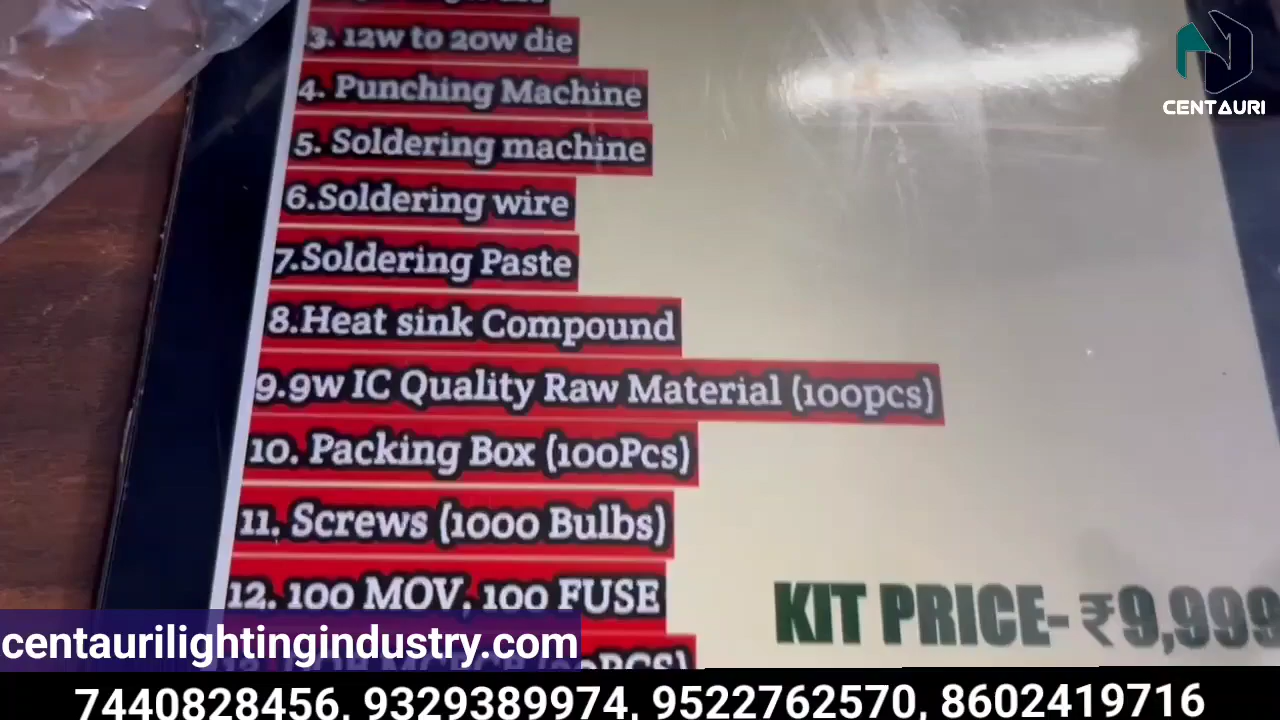 CENTAURI
3. 12w to 20w die
4. Punching Machine
5. Soldering machine
6.Soldering wire
7.Soldering Paste
8.Heat sink Compound
9.9w IC Quality Raw Material (100pcs)
10. Packing Box (100Pcs)
11. Screws (1000 Bulbs)
12. 100 MOV, 100 FUSE
KIT PRICE- ₹9,999
centaurilightingindustry.com
7440828456, 9329389974, 9522762570, 8602419716